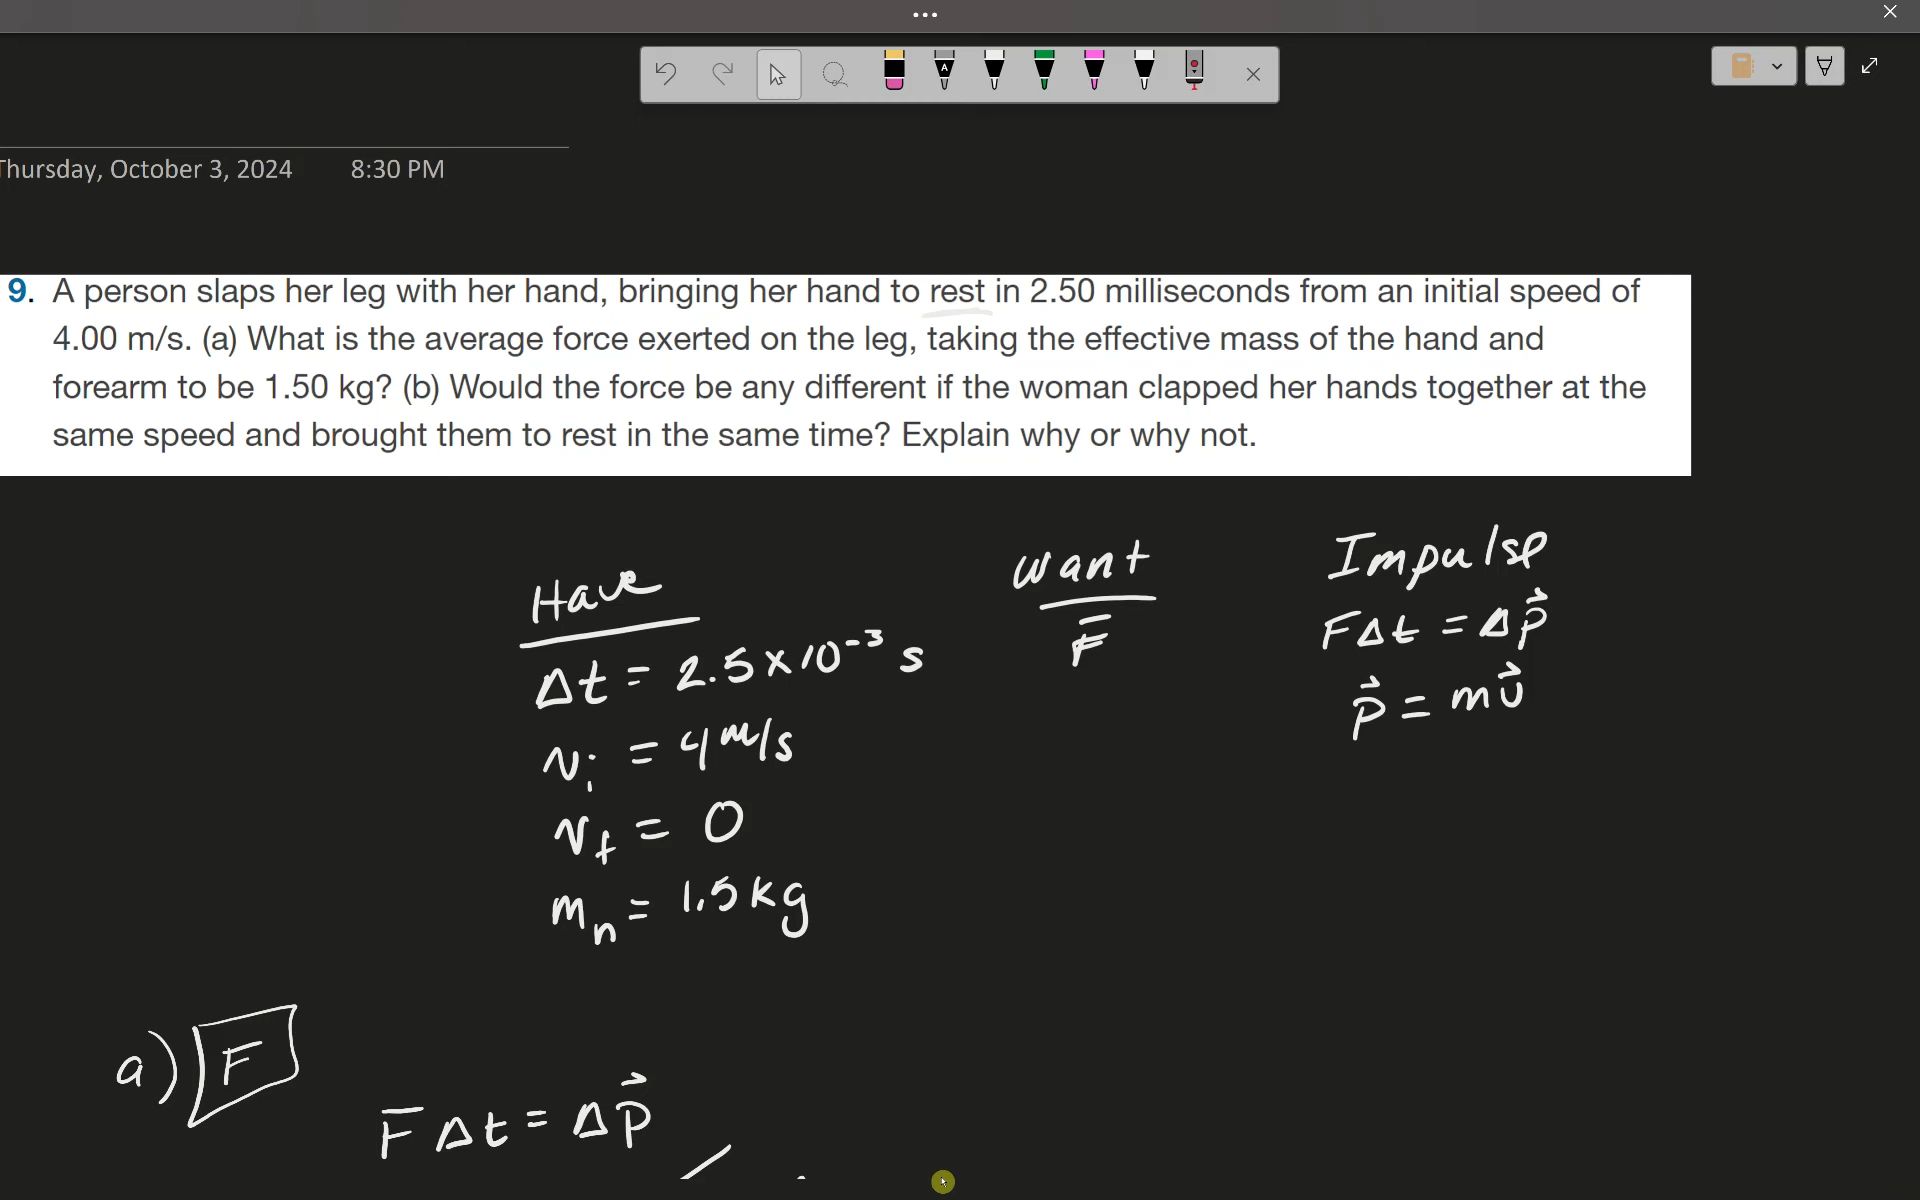 Thursday, October 3, 2024 8:30 PM
9. A person slaps her leg with her hand, bringing her hand to rest in 2.50 milliseconds from an initial speed of
4.00 m/s. (a) What is the average force exerted on the leg, taking the effective mass of the hand and
forearm to be 1.50 kg? (b) Would the force be any different if the woman clapped her hands together at the
same speed and brought them to rest in the same time? Explain why or why not.
Have
Δt = 2.5 x 10⁻³ s
vᵢ = 4 m/s
v_f = 0
m_h = 1.5 kg
Want
F̅
Impulse
FΔt = Δp⃗
p⃗ = mv⃗
a) F
F̅Δt = Δp⃗